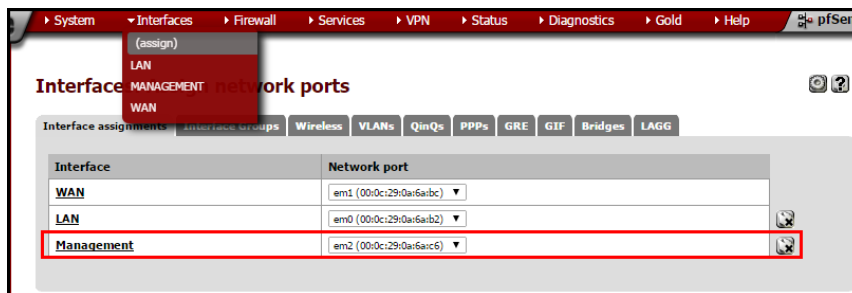 System Interfaces Firewall Services VPN Status Diagnostics Gold Help pfSen
(assign)
LAN
MANAGEMENT
WAN
Interface network ports
Interface assignments Interface Groups Wireless VLANs QinQs PPPs GRE GIF Bridges LAGG
Interface Network port
WAN em1 (00:0c:29:0a:6a:bc)
LAN em0 (00:0c:29:0a:6a:b2)
Management em2 (00:0c:29:0a:6a:c6)